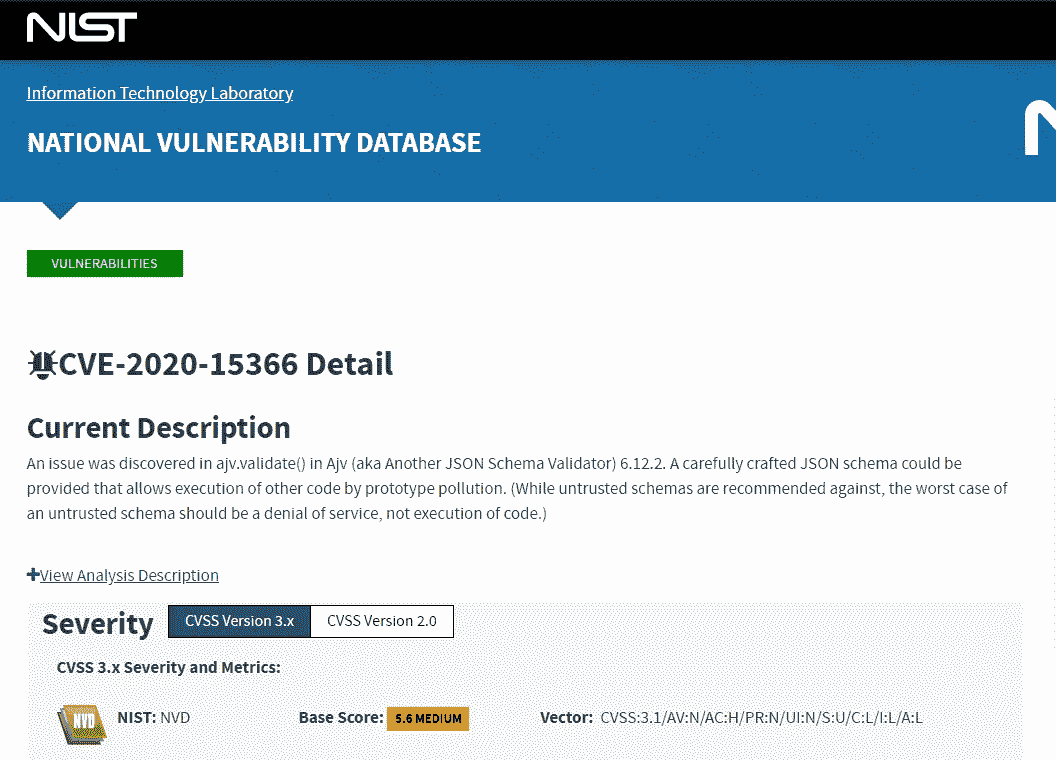 NIST
Information Technology Laboratory
NATIONAL VULNERABILITY DATABASE
VULNERABILITIES
CVE-2020-15366 Detail
Current Description
An issue was discovered in ajv.validate() in Ajv (aka Another JSON Schema Validator) 6.12.2. A carefully crafted JSON schema could be
provided that allows execution of other code by prototype pollution. (While untrusted schemas are recommended against, the worst case of
an untrusted schema should be a denial of service, not execution of code.)
View Analysis Description
Severity CVSS Version 3.x CVSS Version 2.0
CVSS 3.x Severity and Metrics:
NVD NIST: NVD Base Score: 5.6 MEDIUM Vector: CVSS:3.1/AV:N/AC:H/PR:N/UI:N/S:U/C:L/I:L/A:L